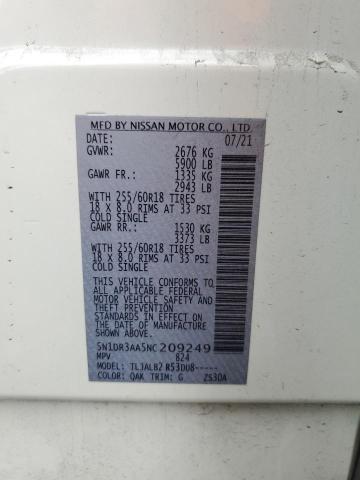 MFD BY NISSAN MOTOR CO., LTD.
DATE: 07/21
GVWR: 2676 KG
5900 LB
GAWR FR.: 1335 KG
2943 LB
WITH 255/60R18 TIRES
18 x 8.0 RIMS AT 33 PSI
COLD SINGLE
GAWR RR.: 1530 KG
3373 LB
WITH 255/60R18 TIRES
18 x 8.0 RIMS AT 33 PSI
COLD SINGLE
THIS VEHICLE CONFORMS TO ALL
APPLICABLE FEDERAL MOTOR
VEHICLE SAFETY STANDARDS IN
EFFECT ON THE DATE OF MANUFACTURE
SHOWN ABOVE.
5N1DR3AA5NC209249
MPV 824
MODEL: TLJALB2 R53DU8-----
COLOR: QAK TRIM: G ZS3DA